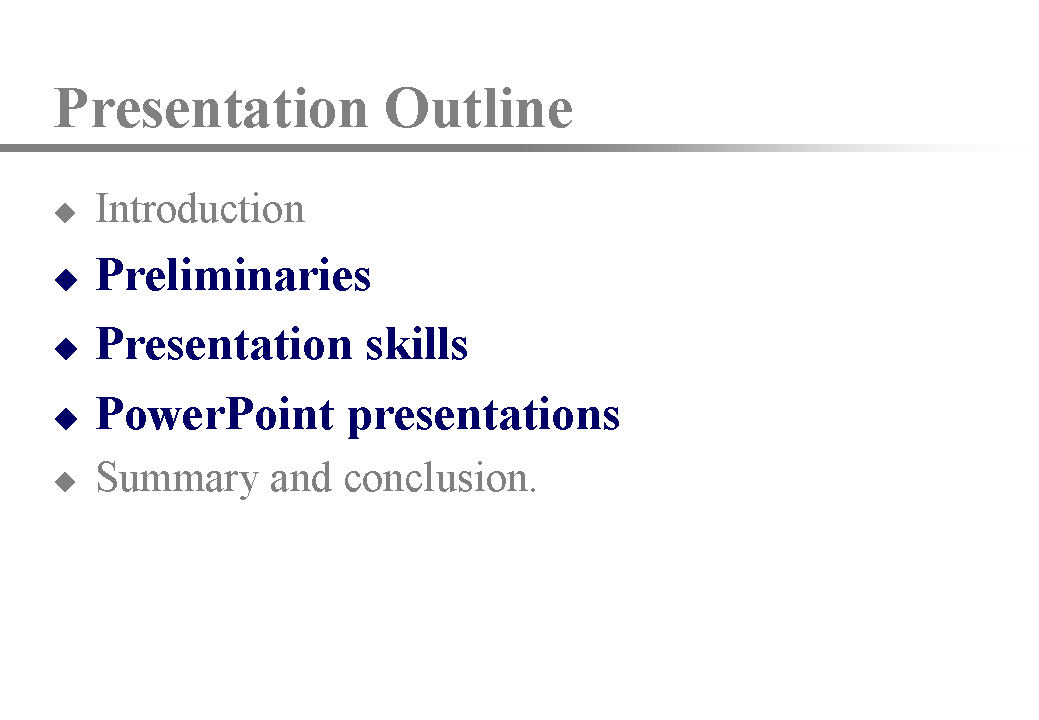 Presentation Outline
Introduction
Preliminaries
Presentation skills
PowerPoint presentations
Summary and conclusion.